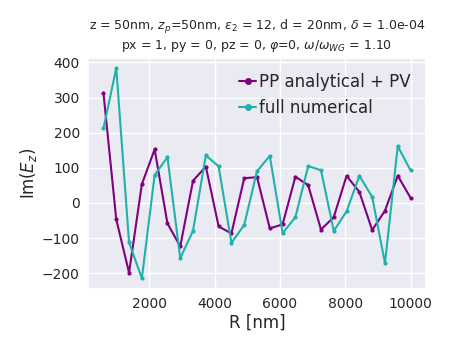 z = 50nm, z_p=50nm, ε_2 = 12, d = 20nm, δ = 1.0e-04
px = 1, py = 0, pz = 0, φ=0, ω/ω_WG = 1.10
400
300
200
100
0
−100
−200
Im(E_z)
PP analytical + PV
full numerical
2000 4000 6000 8000 10000
R [nm]